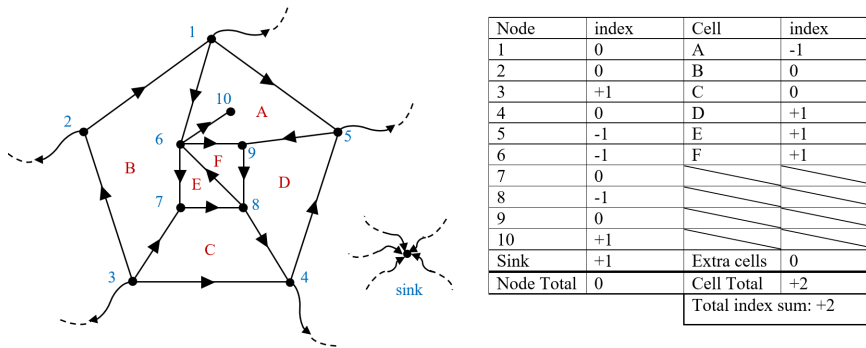 1
10
A
2
5
6
9
B
F
D
E
7
8
C
3
4
sink
Node index Cell index
1 0 A -1
2 0 B 0
3 +1 C 0
4 0 D +1
5 -1 E +1
6 -1 F +1
7 0
8 -1
9 0
10 +1
Sink +1 Extra cells 0
Node Total 0 Cell Total +2
Total index sum: +2